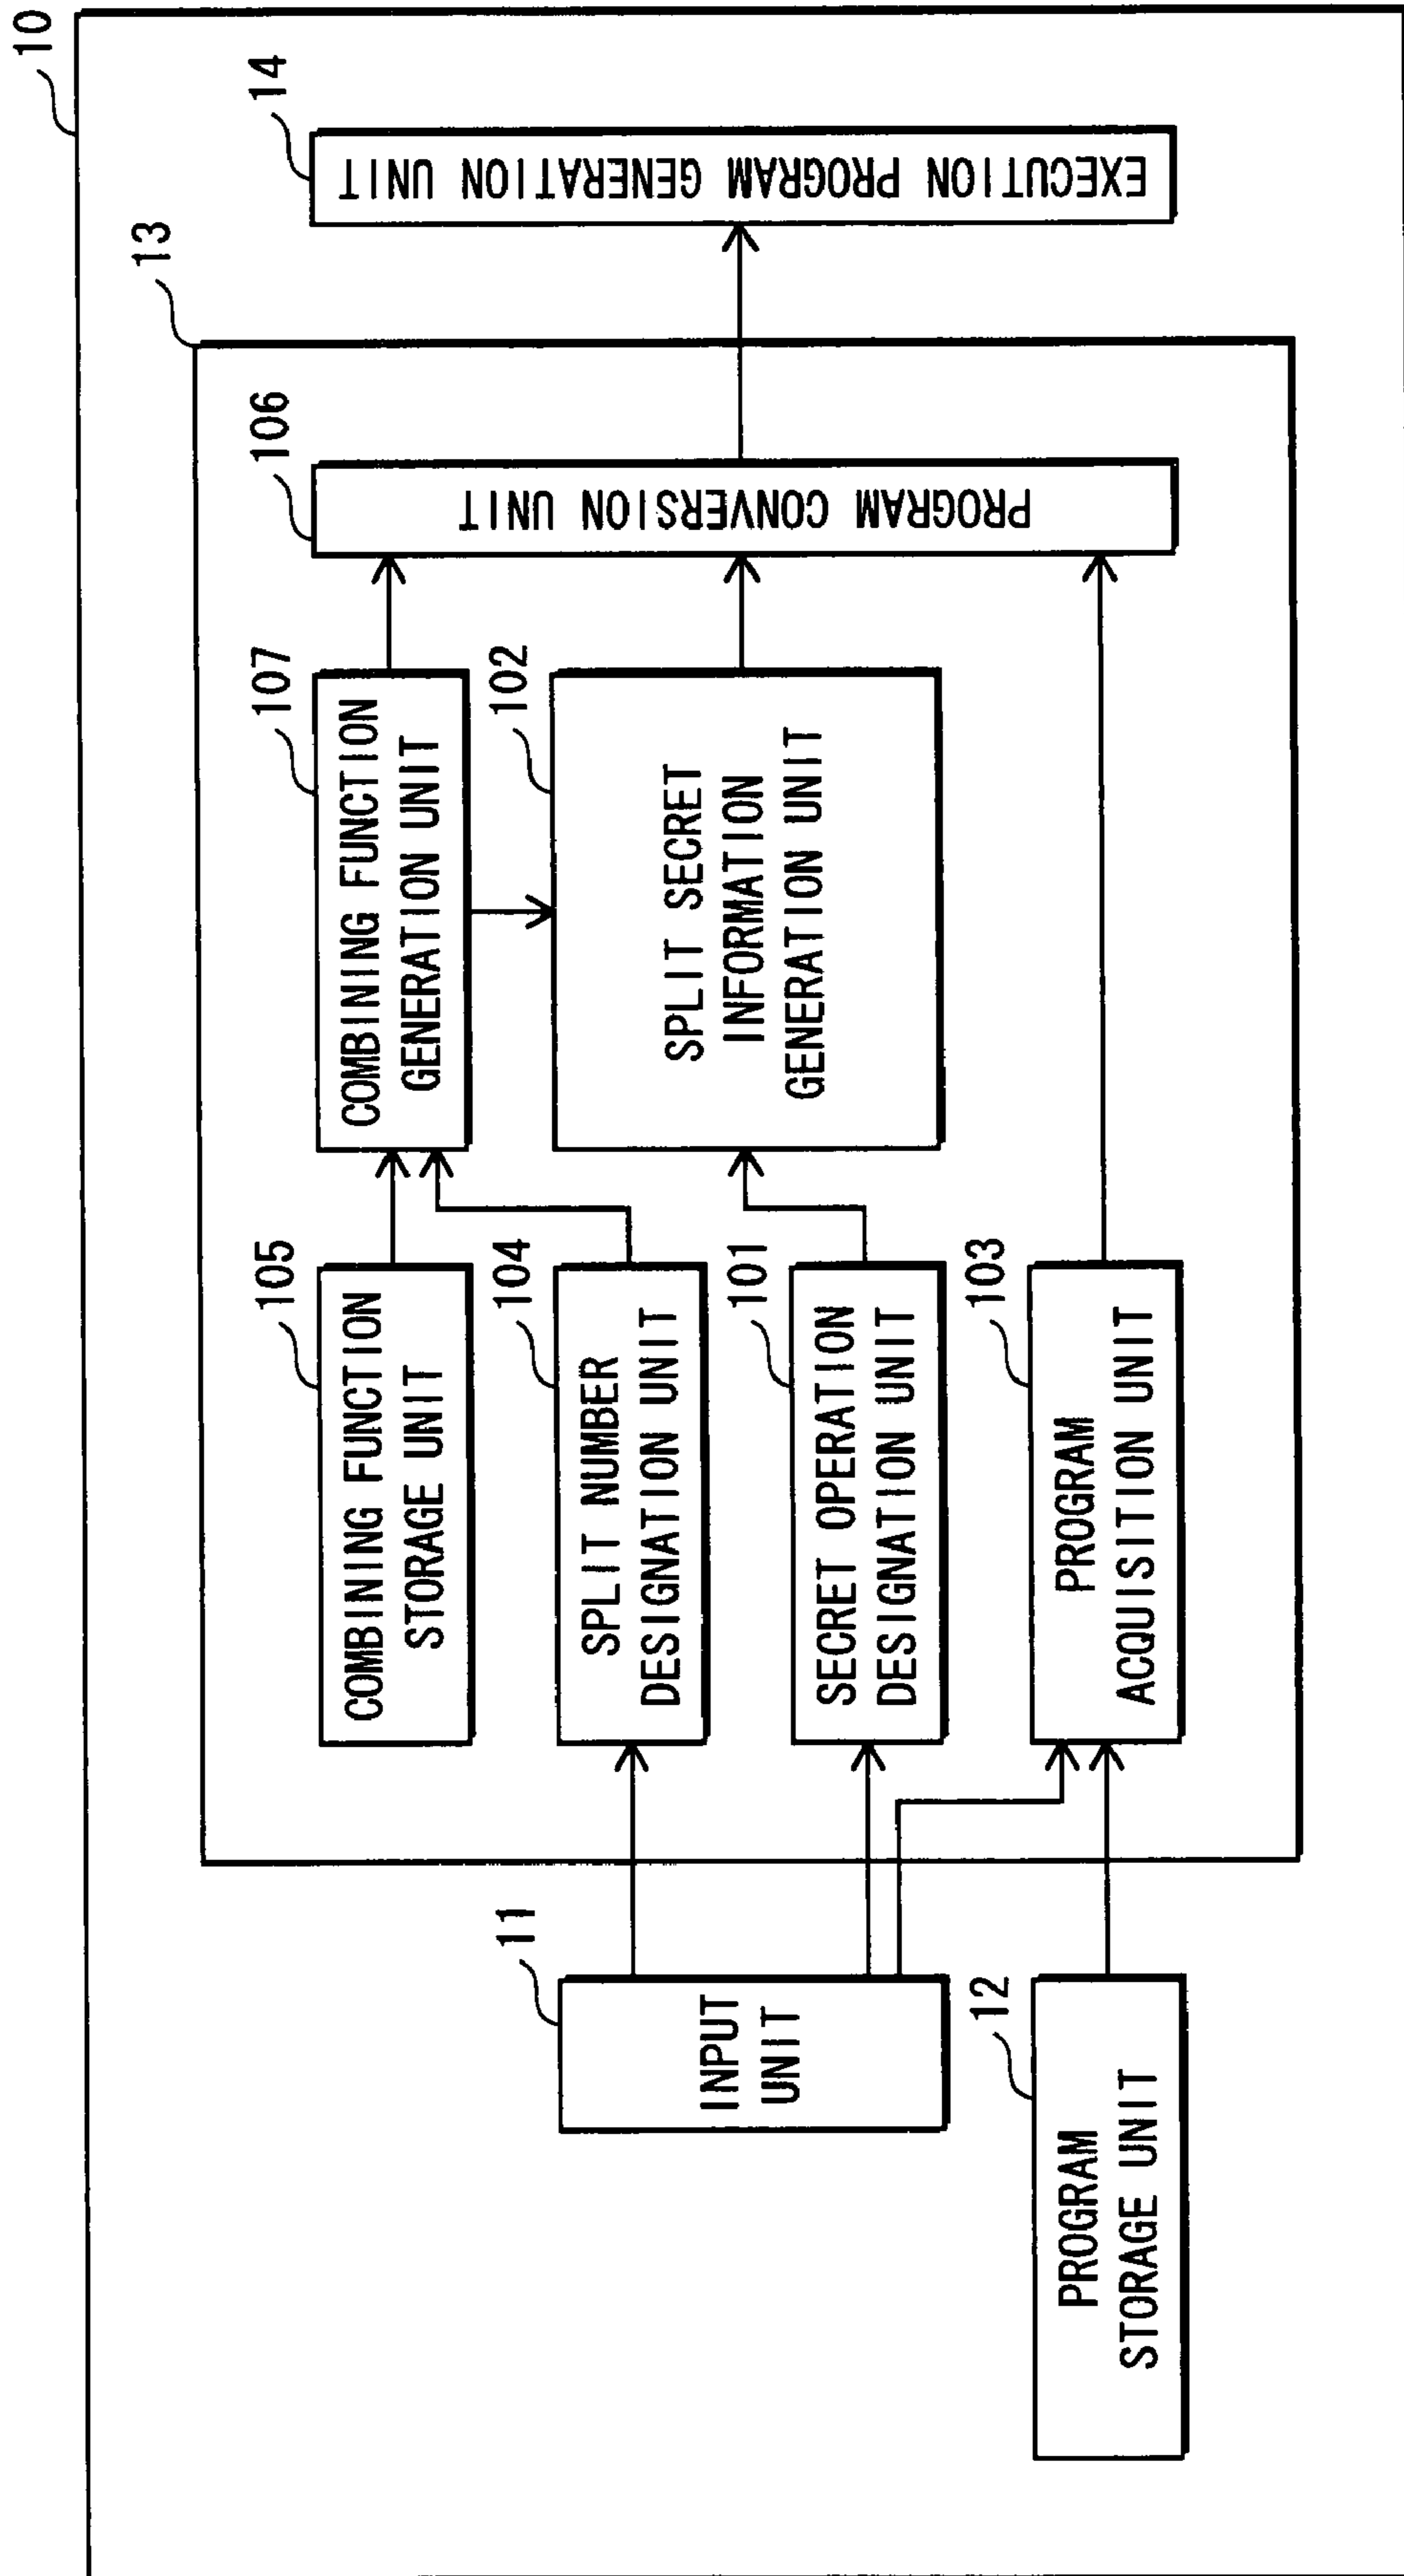 10
13
14
105
COMBINING FUNCTION
STORAGE UNIT
107
COMBINING FUNCTION
GENERATION UNIT
106
PROGRAM CONVERSION UNIT
EXECUTION PROGRAM GENERATION UNIT
11
INPUT
UNIT
104
SPLIT NUMBER
DESIGNATION UNIT
102
SPLIT SECRET
INFORMATION
GENERATION UNIT
101
SECRET OPERATION
DESIGNATION UNIT
12
PROGRAM
STORAGE UNIT
103
PROGRAM
ACQUISITION UNIT